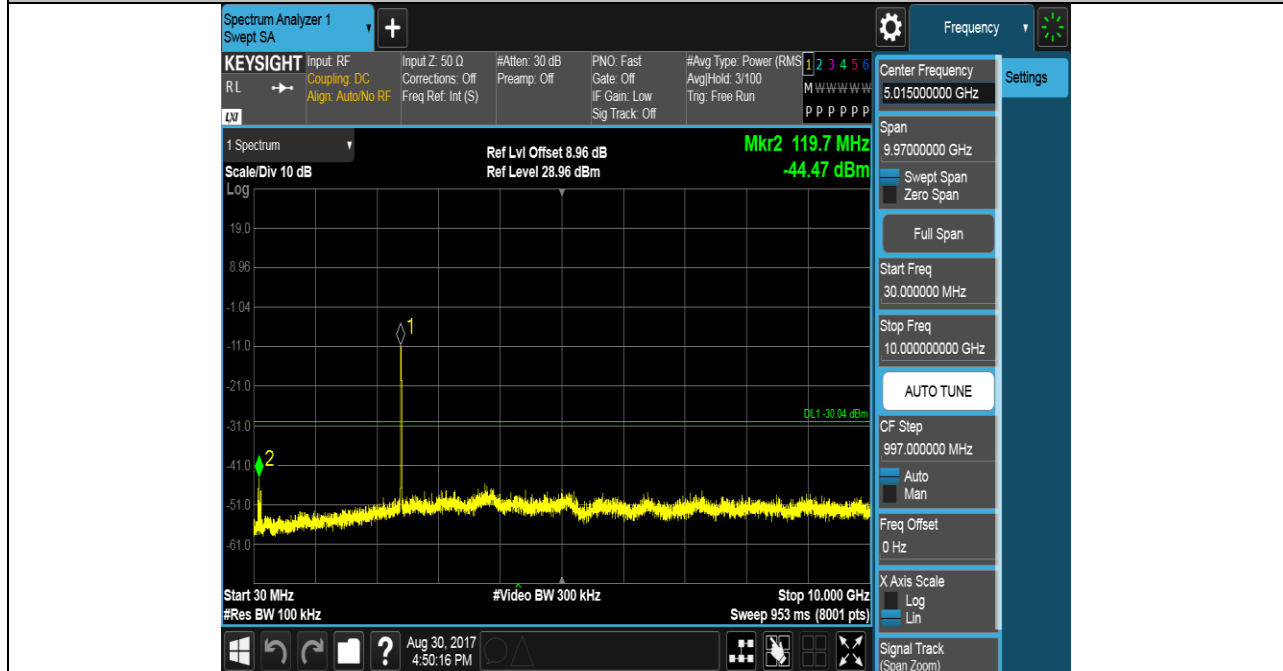 Spectrum Analyzer 1
Swept SA
+
Frequency
KEYSIGHT
RL
LXI
Input: RF
Coupling: DC
Align: Auto/No RF
Input Z: 50 Ω
Corrections: Off
Freq Ref: Int (S)
#Atten: 30 dB
Preamp: Off
PNO: Fast
Gate: Off
IF Gain: Low
Sig Track: Off
#Avg Type: Power (RMS
Avg|Hold: 3/100
Trig: Free Run
1 2 3 4 5 6
M W W W W W
P P P P P P
1 Spectrum
Scale/Div 10 dB
Ref Lvl Offset 8.96 dB
Ref Level 28.96 dBm
Mkr2 119.7 MHz
-44.47 dBm
Log
19.0
8.96
-1.04
-11.0
-21.0
-31.0
-41.0
-51.0
-61.0
1
2
DL1 -30.04 dBm
Start 30 MHz
#Res BW 100 kHz
#Video BW 300 kHz
Stop 10.000 GHz
Sweep 953 ms (8001 pts)
?
Aug 30, 2017
4:50:16 PM
Center Frequency
5.015000000 GHz
Span
9.97000000 GHz
Swept Span
Zero Span
Full Span
Start Freq
30.000000 MHz
Stop Freq
10.000000000 GHz
AUTO TUNE
CF Step
997.000000 MHz
Auto
Man
Freq Offset
0 Hz
X Axis Scale
Log
Lin
Signal Track
(Span Zoom)
Settings